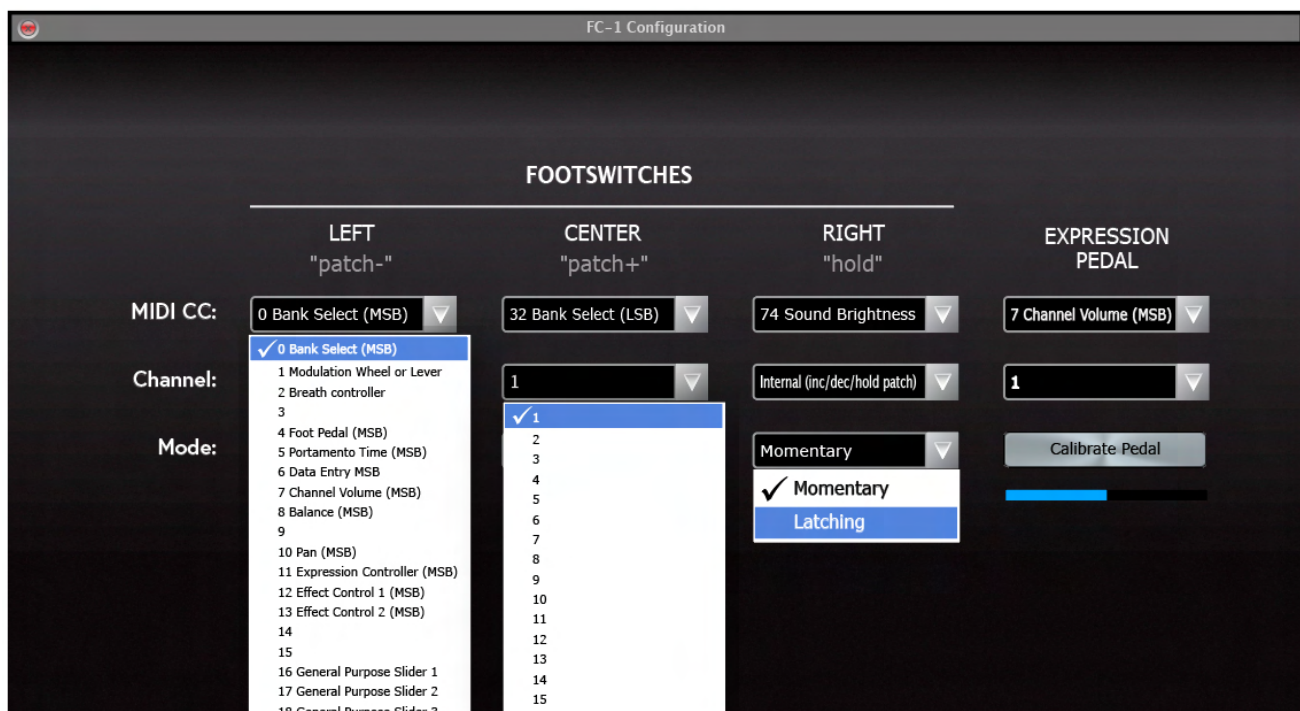 FC-1 Configuration
FOOTSWITCHES
LEFT
"patch-"
CENTER
"patch+"
RIGHT
"hold"
EXPRESSION
PEDAL
MIDI CC:
0 Bank Select (MSB)
32 Bank Select (LSB)
74 Sound Brightness
7 Channel Volume (MSB)
0 Bank Select (MSB)
1 Modulation Wheel or Lever
2 Breath controller
3
4 Foot Pedal (MSB)
5 Portamento Time (MSB)
6 Data Entry MSB
7 Channel Volume (MSB)
8 Balance (MSB)
9
10 Pan (MSB)
11 Expression Controller (MSB)
12 Effect Control 1 (MSB)
13 Effect Control 2 (MSB)
14
15
16 General Purpose Slider 1
17 General Purpose Slider 2
18 General Purpose Slider 3
Channel:
1
Internal (inc/dec/hold patch)
1
1
2
3
4
5
6
7
8
9
10
11
12
13
14
15
Mode:
Momentary
Calibrate Pedal
Momentary
Latching